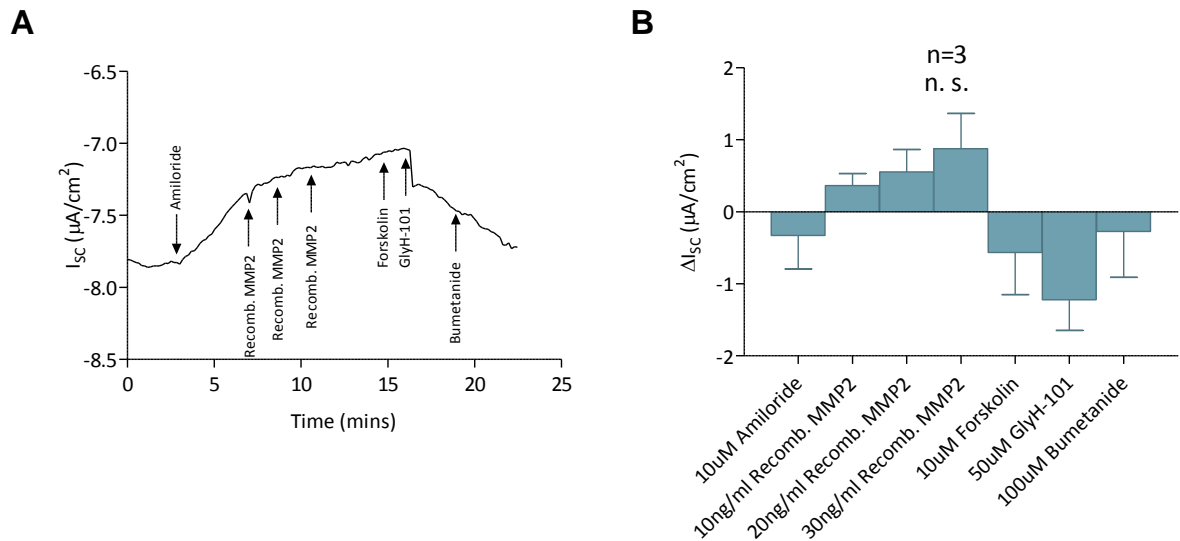 A
-6.5
-7.0
-7.5
-8.0
-8.5
I_SC (µA/cm²)
0
5
10
15
20
25
Time (mins)
Amiloride
Recomb. MMP2
Recomb. MMP2
Recomb. MMP2
Forskolin
GlyH-101
Bumetanide
B
n=3
n. s.
2
1
0
-1
-2
ΔI_SC (µA/cm²)
10uM Amiloride
10ng/ml Recomb. MMP2
20ng/ml Recomb. MMP2
30ng/ml Recomb. MMP2
10uM Forskolin
50uM GlyH-101
100uM Bumetanide